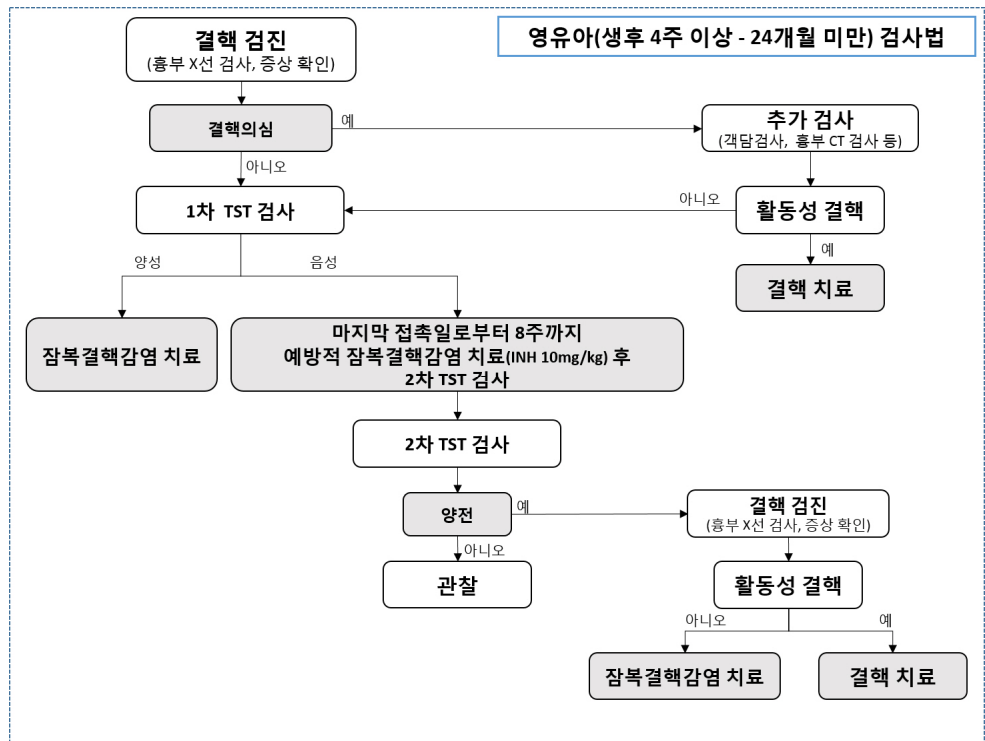 영유아(생후 4주 이상 - 24개월 미만) 검사법
결핵 검진
(흉부 X선 검사, 증상 확인)
결핵의심
예
추가 검사
(객담검사, 흉부 CT 검사 등)
아니오
1차 TST 검사
아니오
활동성 결핵
예
결핵 치료
양성
음성
잠복결핵감염 치료
마지막 접촉일로부터 8주까지
예방적 잠복결핵감염 치료(INH 10mg/kg) 후
2차 TST 검사
2차 TST 검사
양전
예
결핵 검진
(흉부 X선 검사, 증상 확인)
아니오
관찰
활동성 결핵
아니오
예
잠복결핵감염 치료
결핵 치료